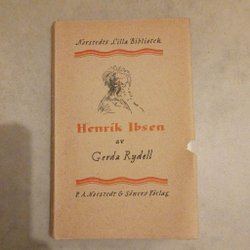 Norstedts Lilla Bibliotek
Henrik Ibsen
av
Gerda Rydell
P. A. Norstedt & Söners Förlag